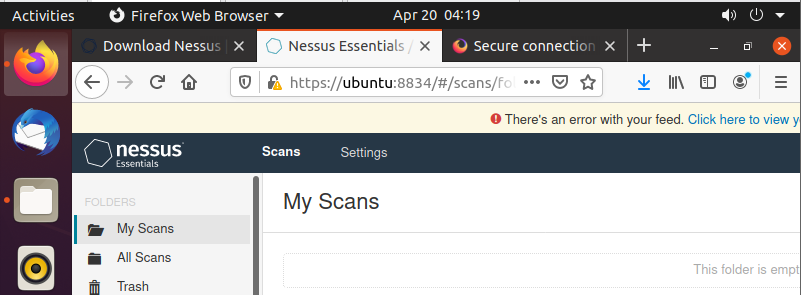 Activities Firefox Web Browser Apr 20 04:19
Download Nessus Nessus Essentials / Secure connection
https://ubuntu:8834/#/scans/fo
There's an error with your feed. Click here to view y
nessus Essentials Scans Settings
FOLDERS
My Scans
My Scans
All Scans
This folder is empt
Trash